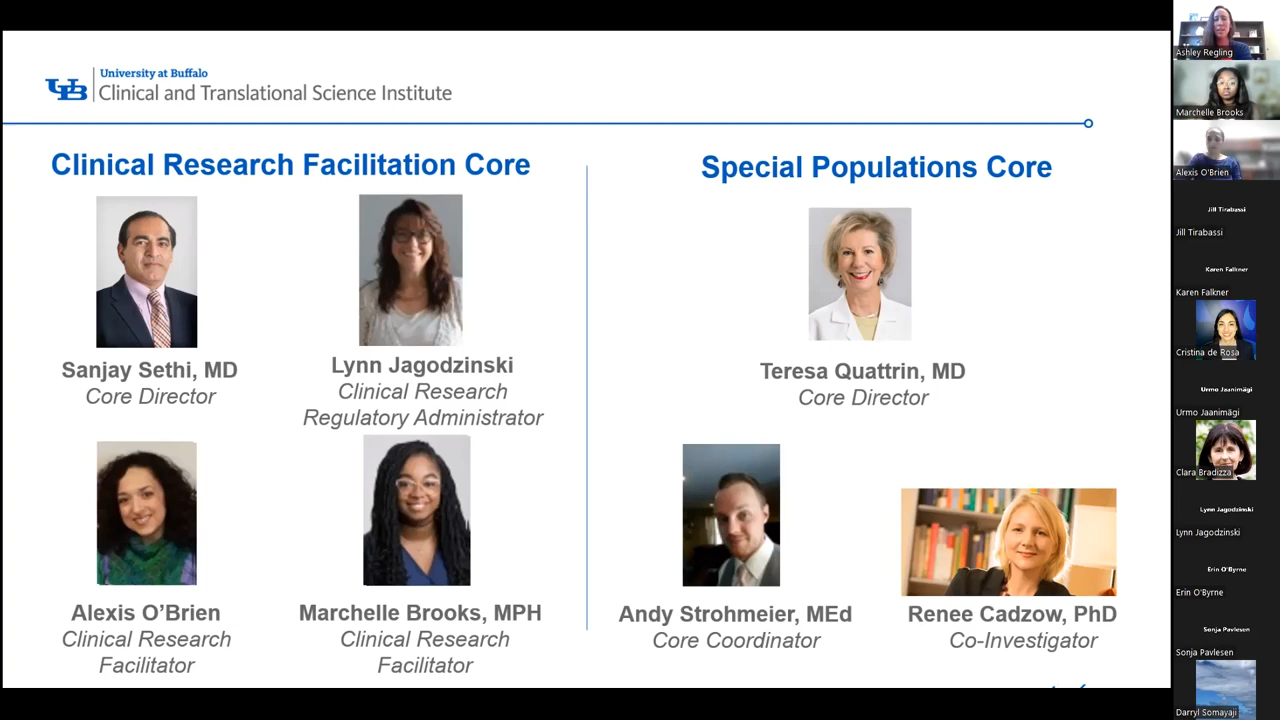 University at Buffalo
UB
Clinical and Translational Science Institute
Clinical Research Facilitation Core
Sanjay Sethi, MD
Core Director
Lynn Jagodzinski
Clinical Research
Regulatory Administrator
Alexis O’Brien
Clinical Research
Facilitator
Marchelle Brooks, MPH
Clinical Research
Facilitator
Special Populations Core
Teresa Quattrin, MD
Core Director
Andy Strohmeier, MEd
Core Coordinator
Renee Cadzow, PhD
Co-Investigator
Ashley Regling
Marchelle Brooks
Alexis O'Brien
Jill Tirabassi
Jill Tirabassi
Karen Falkner
Karen Falkner
Cristina de Rosa
Urmo Jaanimägi
Urmo Jaanimägi
Clara Bradizza
Lynn Jagodzinski
Lynn Jagodzinski
Erin O'Byrne
Erin O'Byrne
Sonja Pavlesen
Sonja Pavlesen
Darryl Somayaji